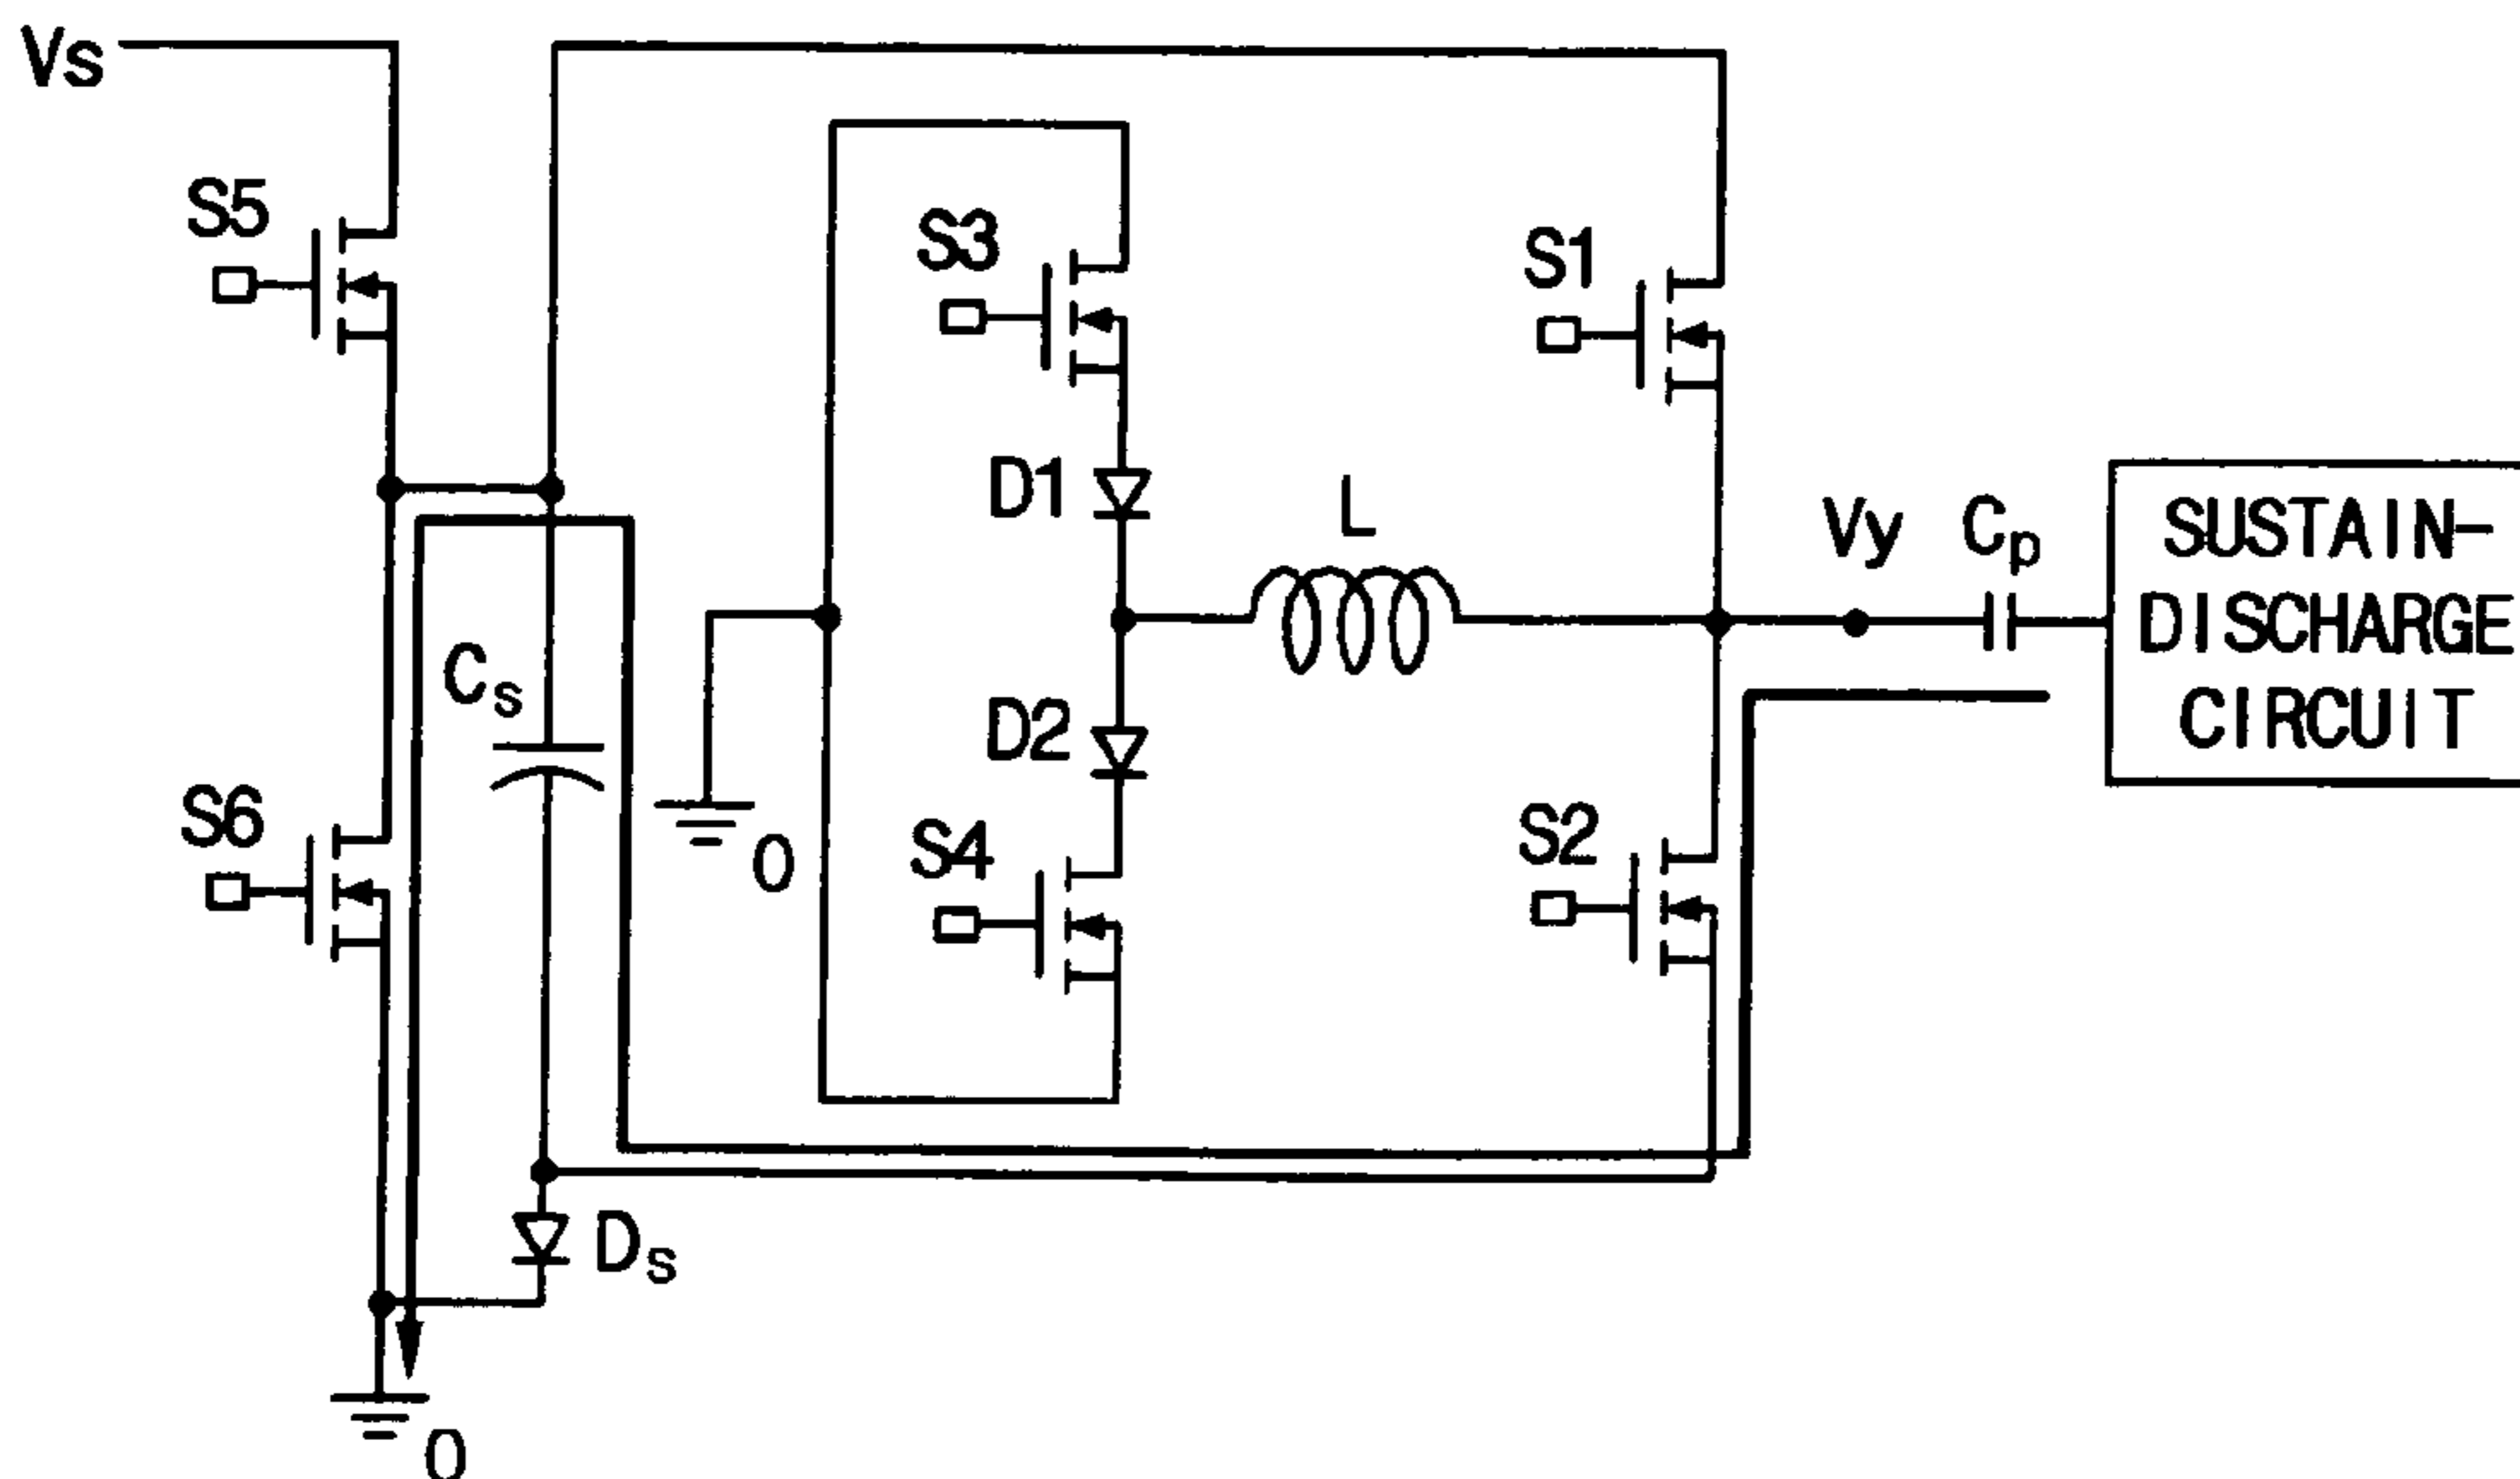 Vs
S5
S3
S1
D1
L
Vy
Cp
SUSTAIN-
DISCHARGE
CIRCUIT
Cs
D2
S6
S4
S2
0
Ds
0